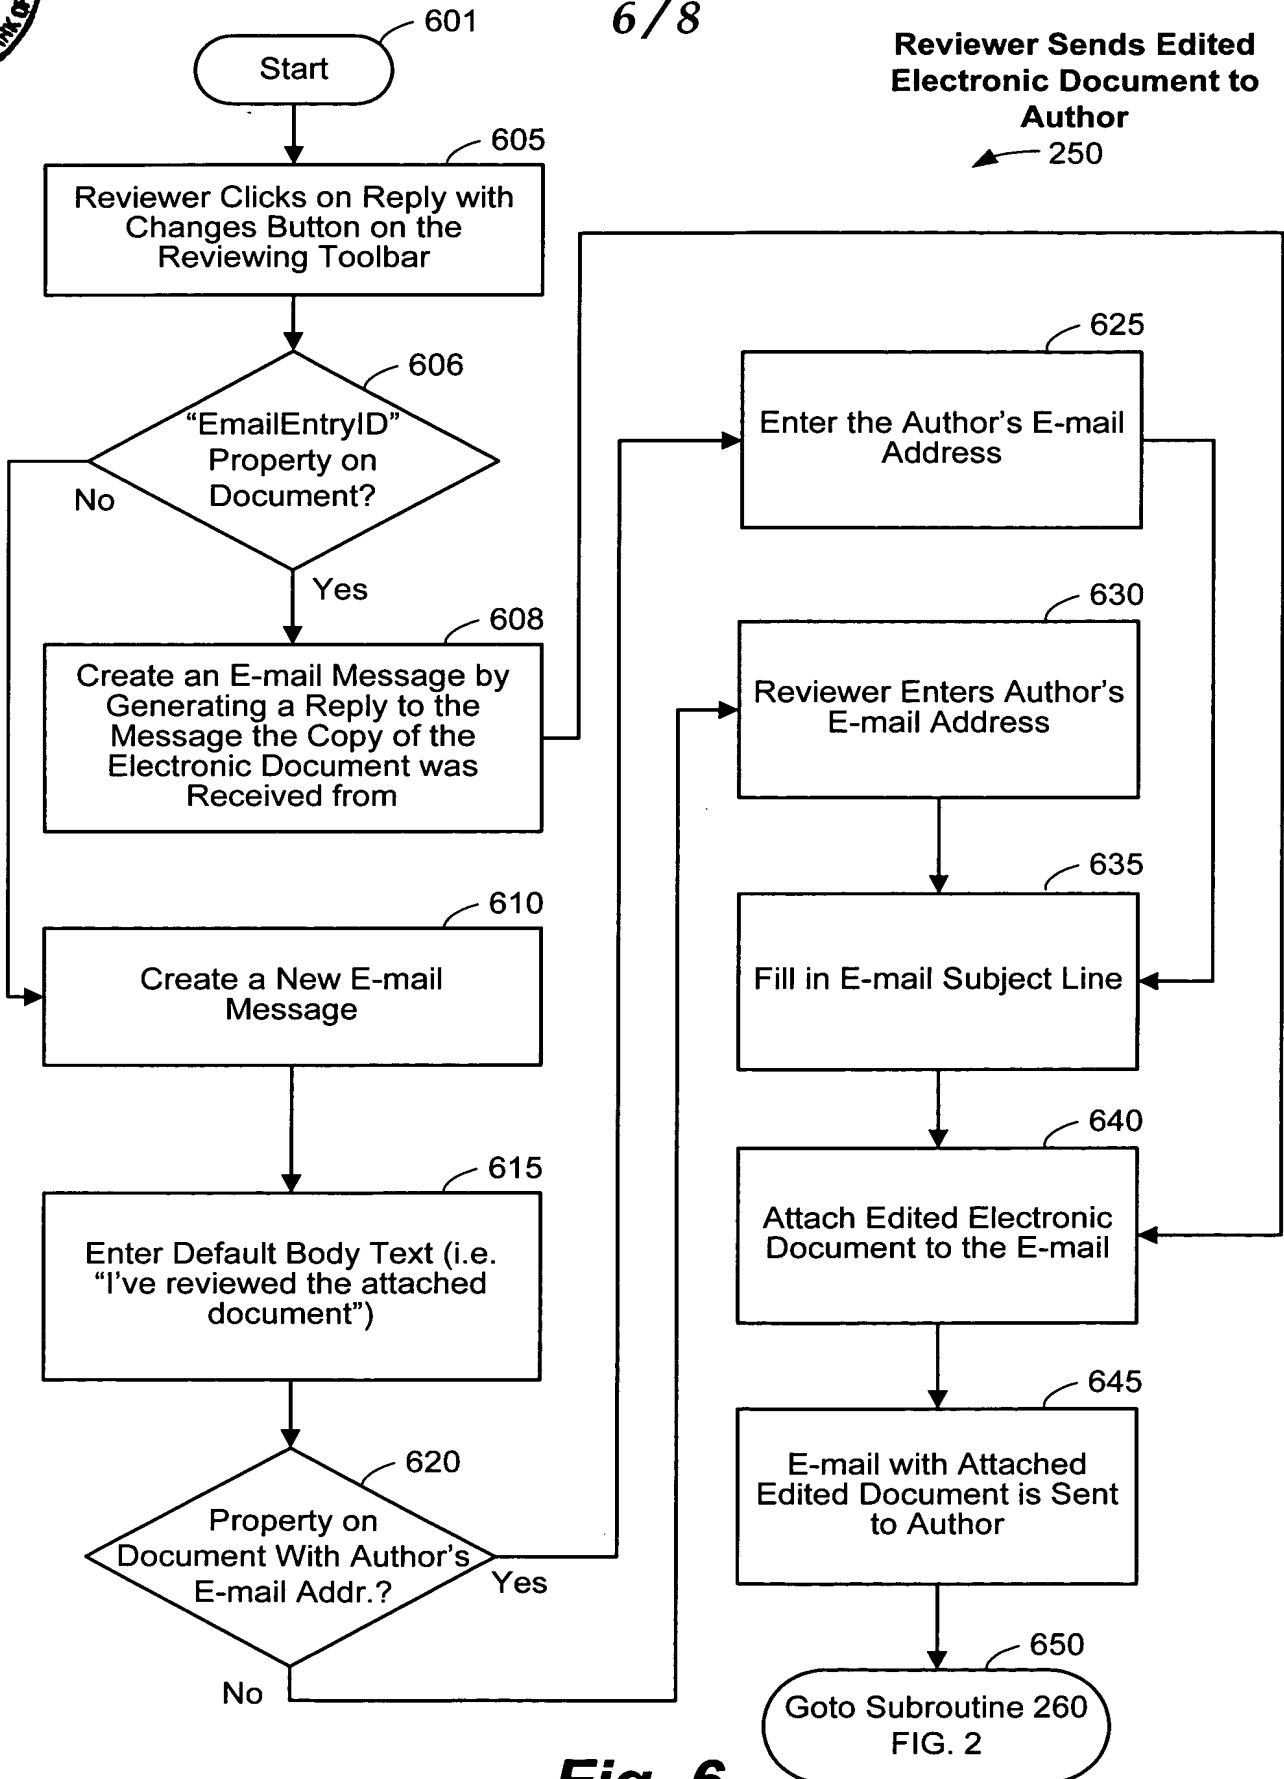 6/8
Reviewer Sends Edited
Electronic Document to
Author
250
601
Start
605
Reviewer Clicks on Reply with
Changes Button on the
Reviewing Toolbar
606
“EmailEntryID”
Property on
Document?
No
Yes
608
Create an E-mail Message by
Generating a Reply to the
Message the Copy of the
Electronic Document was
Received from
610
Create a New E-mail
Message
615
Enter Default Body Text (i.e.
“I've reviewed the attached
document”)
620
Property on
Document With Author's
E-mail Addr.?
Yes
No
625
Enter the Author's E-mail
Address
630
Reviewer Enters Author's
E-mail Address
635
Fill in E-mail Subject Line
640
Attach Edited Electronic
Document to the E-mail
645
E-mail with Attached
Edited Document is Sent
to Author
650
Goto Subroutine 260
FIG. 2
Fig. 6